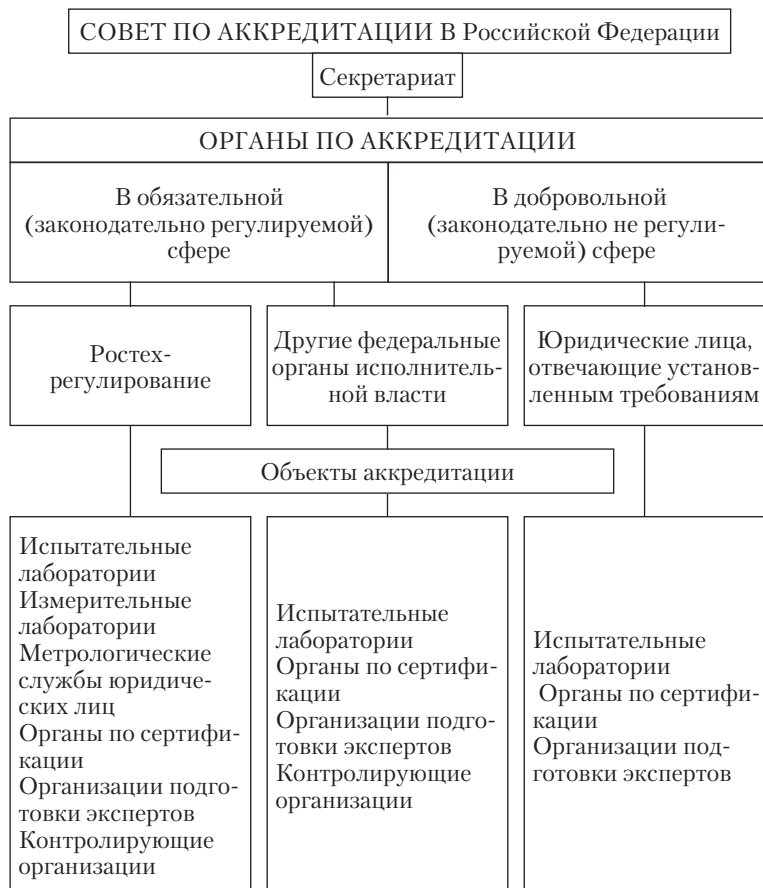 СОВЕТ ПО АККРЕДИТАЦИИ В Российской Федерации
Секретариат
ОРГАНЫ ПО АККРЕДИТАЦИИ
В обязательной
(законодательно регулируемой)
сфере
В добровольной
(законодательно не регули-
руемой) сфере
Ростех-
регулирование
Другие федеральные
органы исполнитель-
ной власти
Юридические лица,
отвечающие установ-
ленным требованиям
Объекты аккредитации
Испытательные
лаборатории
Измерительные
лаборатории
Метрологические
службы юридиче-
ских лиц
Органы по сертифи-
кации
Организации подго-
товки экспертов
Контролирующие
организации
Испытательные
лаборатории
Органы по сертифи-
кации
Организации подго-
товки экспертов
Контролирующие
организации
Испытательные
лаборатории
Органы по сертифи-
кации
Организации под-
готовки экспертов